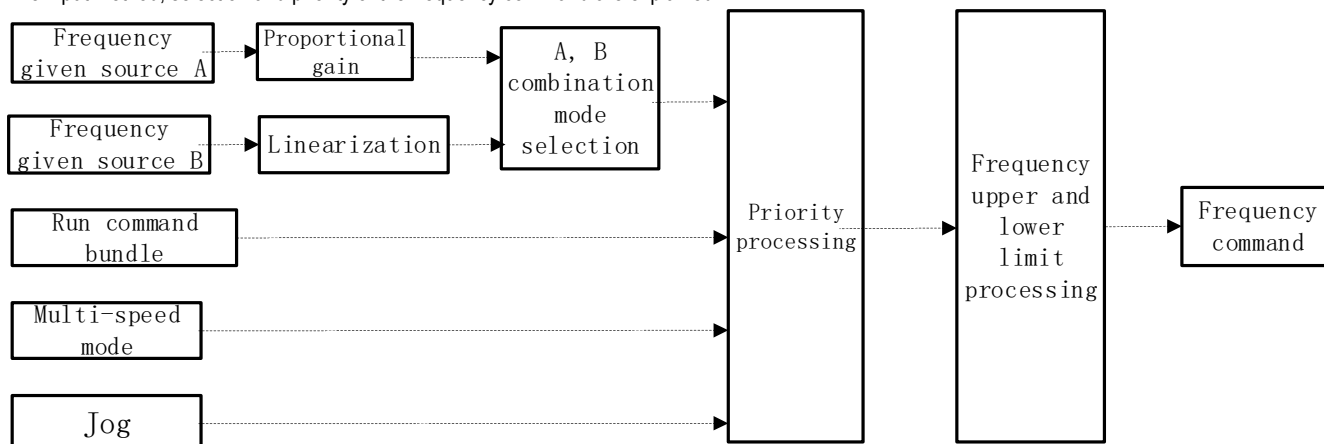 Frequency
given source A
Proportional
gain
A, B
combination
mode
selection
Frequency
given source B
Linearization
Run command
bundle
Multi-speed
mode
Jog
Priority
processing
Frequency
upper and
lower
limit
processing
Frequency
command